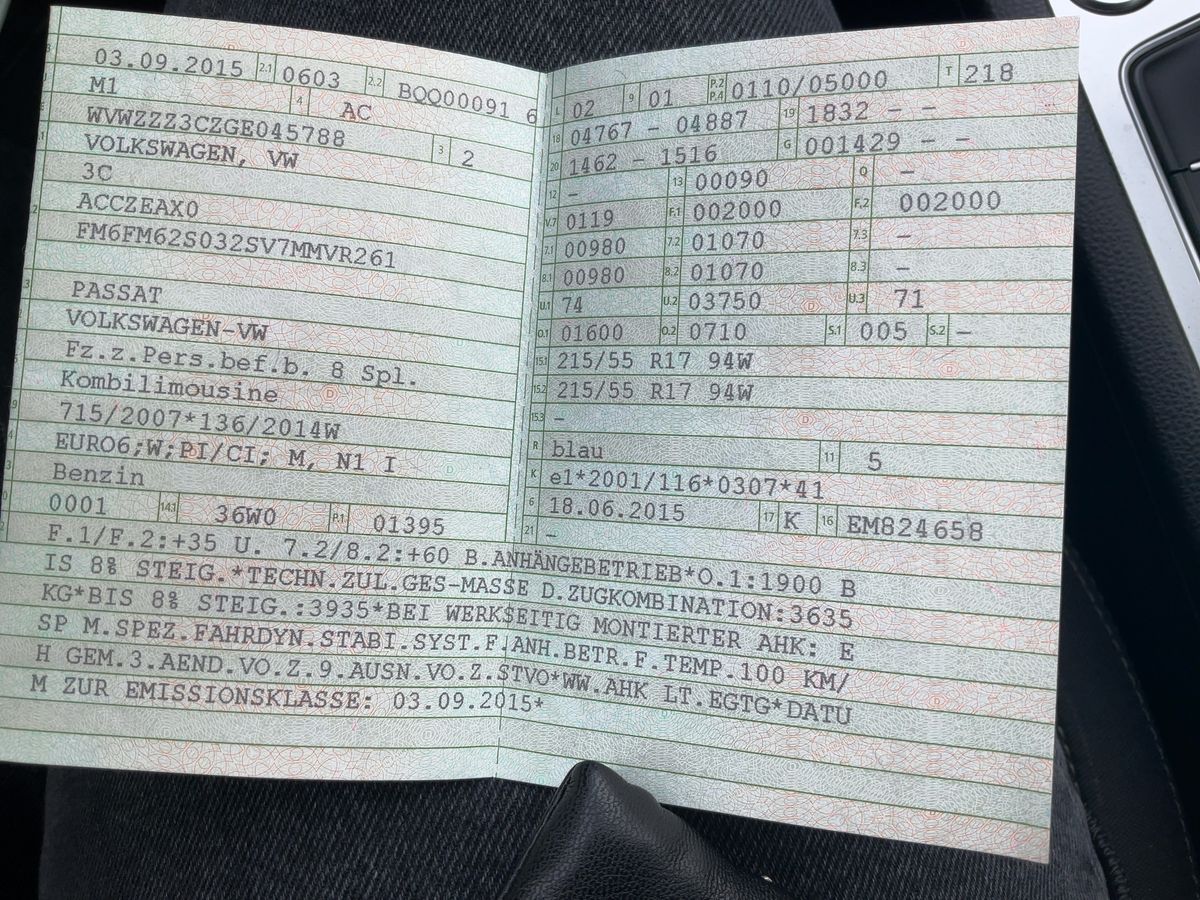 03.09.2015 2.1 0603 2.2 BQQ00091 6
M1 4 AC
WVWZZZ3CZGE045788 3 2
VOLKSWAGEN, VW
3C
ACCZEAX0
FM6FM62S032SV7MMVR261
PASSAT
VOLKSWAGEN-VW
Fz.z.Pers.bef.b. 8 Spl.
Kombilimousine
715/2007*136/2014W
EURO6;W;PI/CI; M, N1 I
Benzin
0001 14.1 36W0 P.1 01395
L 02 9 01 P.2 P.4 0110/05000 T 218
18 04767 - 04887 19 1832 - -
20 1462 - 1516 G 001429 - -
12 - 13 00090 Q -
V.7 0119 F.1 002000 F.2 002000
7.1 00980 7.2 01070 7.3 -
8.1 00980 8.2 01070 8.3 -
U.1 74 U.2 03750 U.3 71
O.1 01600 O.2 0710 S.1 005 S.2 -
15.1 215/55 R17 94W
15.2 215/55 R17 94W
15.3 -
R blau 11 5
K e1*2001/116*0307*41
6 18.06.2015 17 K 16 EM824658
21 -
F.1/F.2:+35 U. 7.2/8.2:+60 B.ANHÄNGEBETRIEB*O.1:1900 B
IS 8% STEIG.*TECHN.ZUL.GES-MASSE D.ZUGKOMBINATION:3635
KG*BIS 8% STEIG.:3935*BEI WERKSEITIG MONTIERTER AHK: E
SP M.SPEZ.FAHRDYN.STABI.SYST.F.ANH.BETR.F.TEMP.100 KM/
H GEM.3.AEND.VO.Z.9.AUSN.VO.Z.STVO*WW.AHK LT.EGTG*DATU
M ZUR EMISSIONSKLASSE: 03.09.2015*